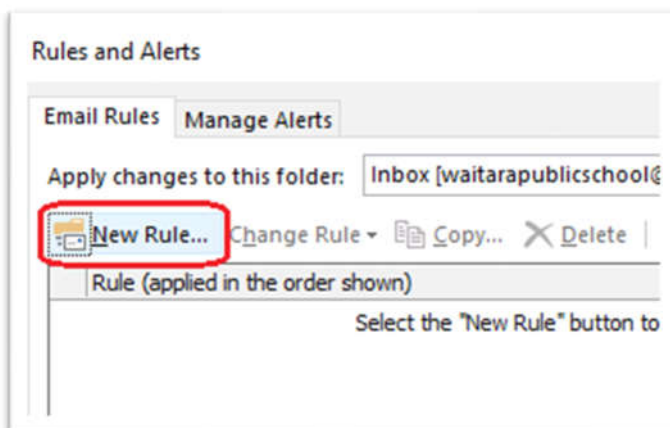 Rules and Alerts
Email Rules Manage Alerts
Apply changes to this folder: Inbox [waitarapublicschool@
New Rule... Change Rule Copy... Delete
Rule (applied in the order shown)
Select the "New Rule" button to